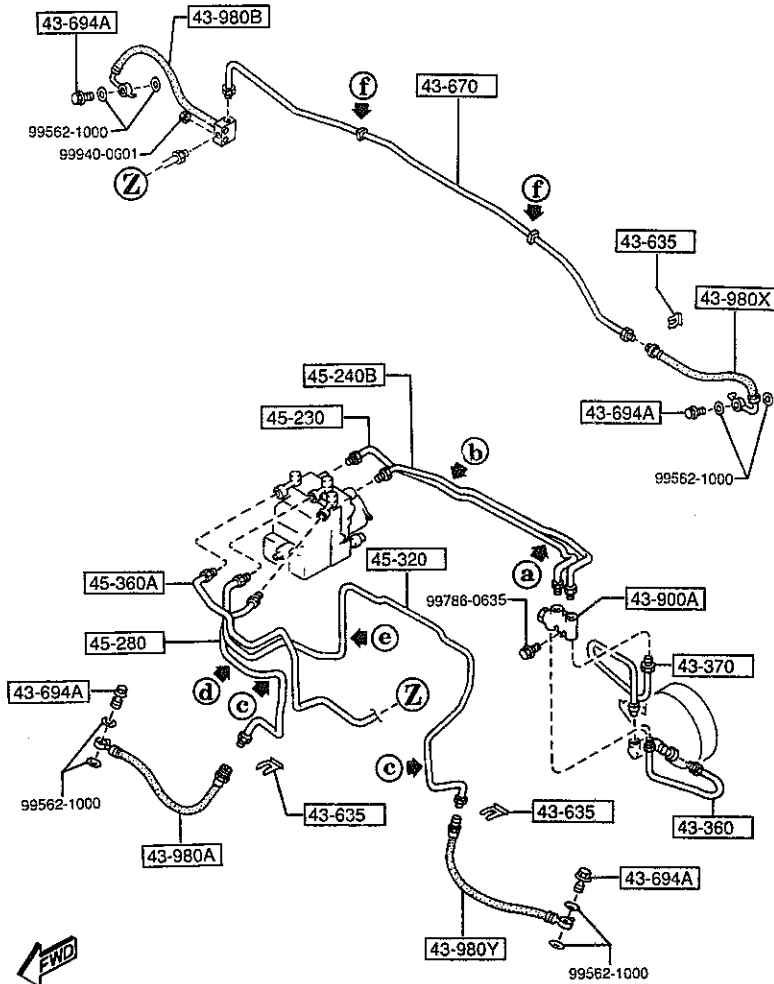 43-694A
43-980B
f
43-670
99562-1000
99940-0601
Z
f
43-635
43-980X
45-240B
43-694A
45-230
b
99562-1000
45-320
a
45-360A
99786-0635
43-900A
45-280
e
43-370
43-694A
d
c
Z
c
99562-1000
43-635
43-635
43-360
43-980A
43-694A
43-980Y
FWD
99562-1000